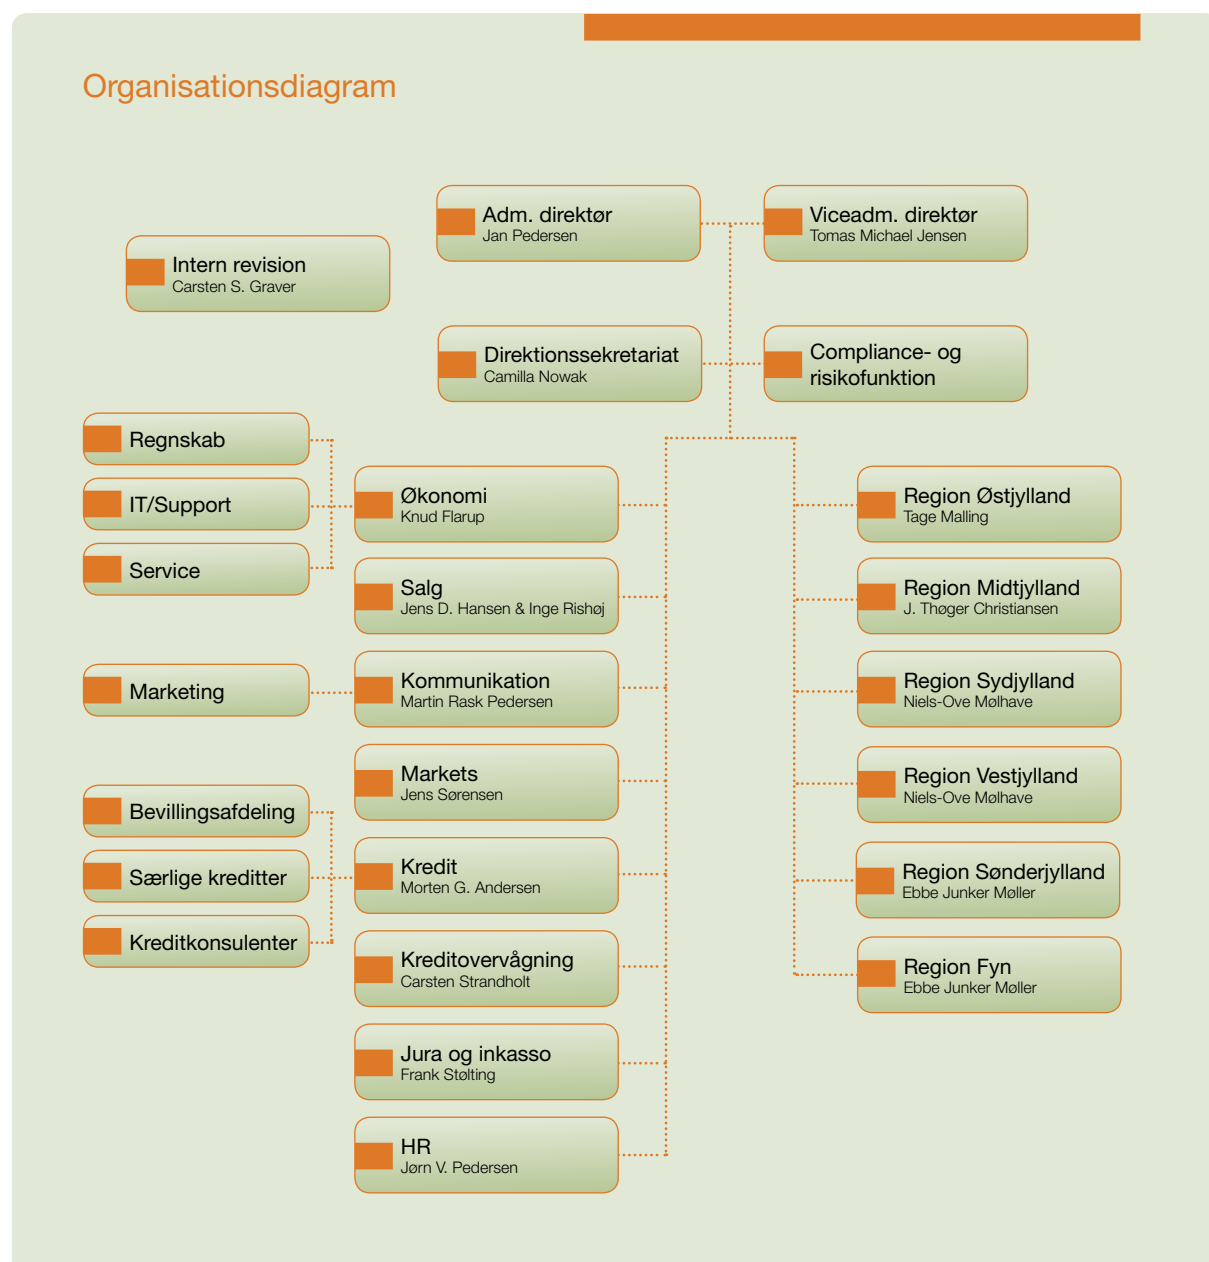 Organisationsdiagram
Adm. direktør
Jan Pedersen
Viceadm. direktør
Tomas Michael Jensen
Intern revision
Carsten S. Graver
Direktionssekretariat
Camilla Nowak
Compliance- og
risikofunktion
Regnskab
IT/Support
Service
Økonomi
Knud Flarup
Salg
Jens D. Hansen & Inge Rishøj
Marketing
Kommunikation
Martin Rask Pedersen
Markets
Jens Sørensen
Bevillingsafdeling
Særlige kreditter
Kreditkonsulenter
Kredit
Morten G. Andersen
Kreditovervågning
Carsten Strandholt
Jura og inkasso
Frank Stølting
HR
Jørn V. Pedersen
Region Østjylland
Tage Malling
Region Midtjylland
J. Thøger Christiansen
Region Sydjylland
Niels-Ove Mølhave
Region Vestjylland
Niels-Ove Mølhave
Region Sønderjylland
Ebbe Junker Møller
Region Fyn
Ebbe Junker Møller